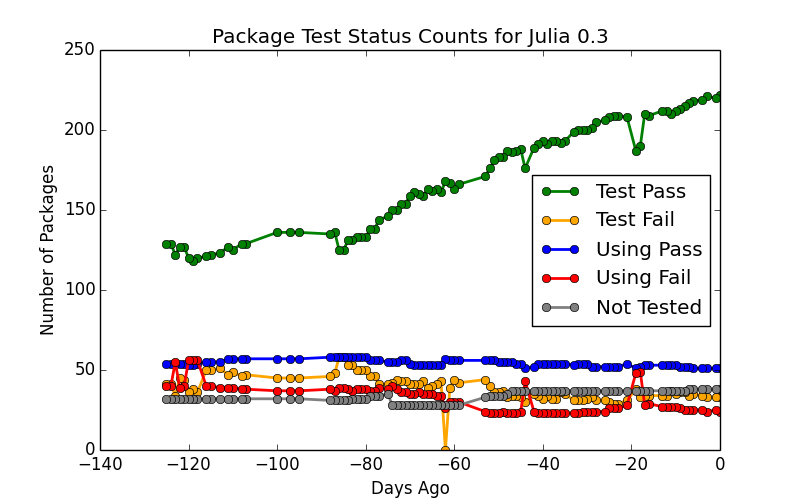 Package Test Status Counts for Julia 0.3
250
200
150
100
50
0
Number of Packages
Test Pass
Test Fail
Using Pass
Using Fail
Not Tested
−140 −120 −100 −80 −60 −40 −20 0
Days Ago